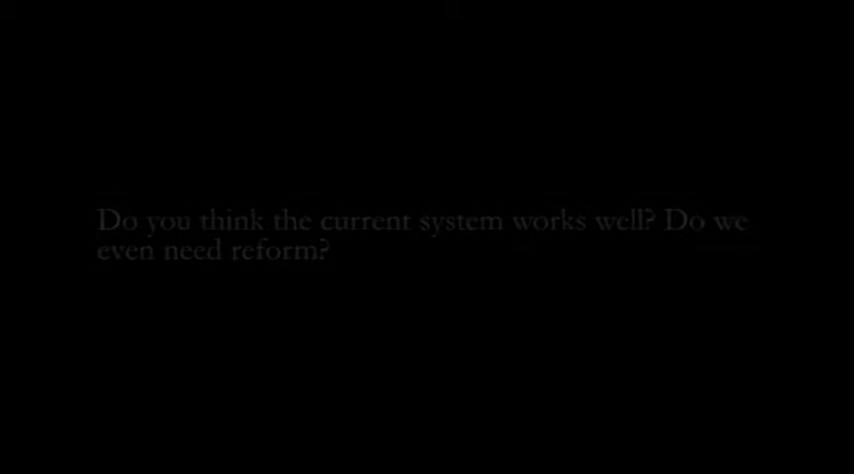 Do you think the current system works well? Do we
even need reform?